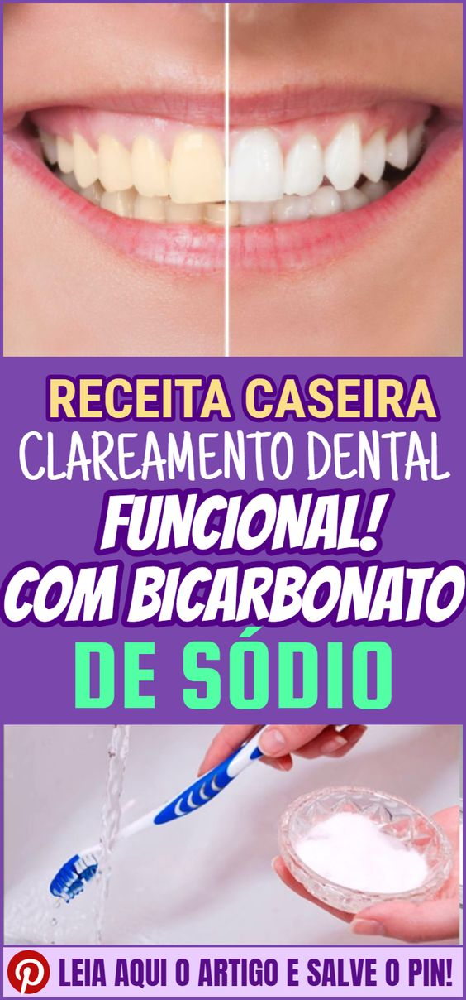 RECEITA CASEIRA
CLAREAMENTO DENTAL
FUNCIONAL!
COM BICARBONATO
DE SÓDIO
LEIA AQUI O ARTIGO E SALVE O PIN!